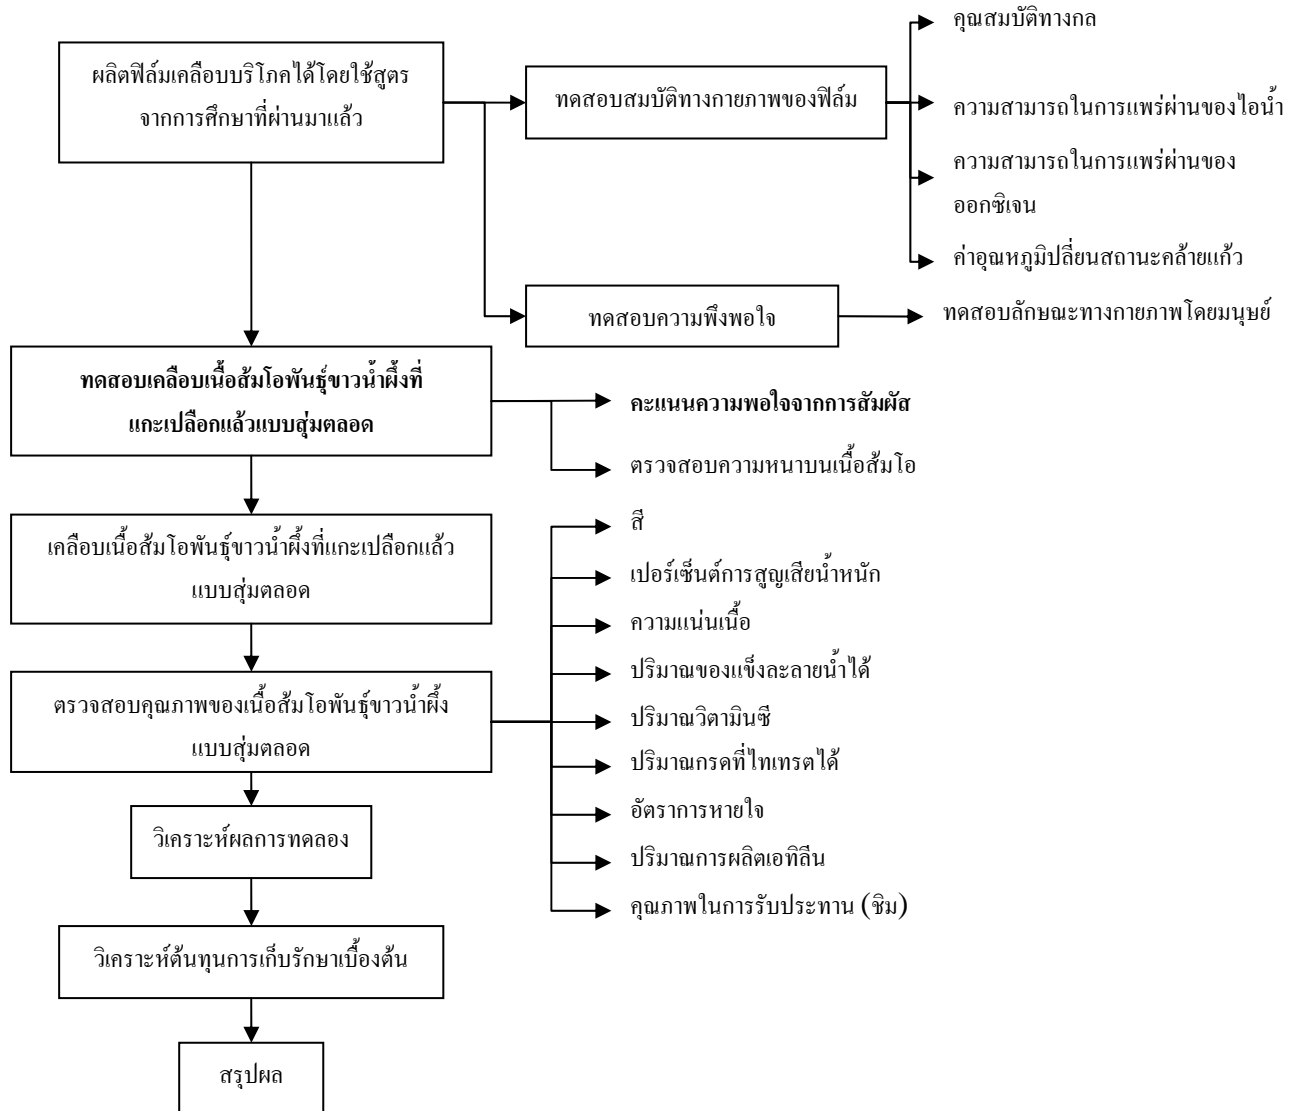 ผลิตฟิล์มเคลือบบริโภคได้โดยใช้สูตร
จากการศึกษาที่ผ่านมาแล้ว
ทดสอบสมบัติทางกายภาพของฟิล์ม
คุณสมบัติทางกล
ความสามารถในการแพร่ผ่านของไอน้ำ
ความสามารถในการแพร่ผ่านของ
ออกซิเจน
ค่าอุณหภูมิเปลี่ยนสถานะคล้ายแก้ว
ทดสอบความพึงพอใจ
ทดสอบลักษณะทางกายภาพโดยมนุษย์
ทดสอบเคลือบเนื้อส้มโอพันธุ์ขาวน้ำผึ้งที่
แกะเปลือกแล้วแบบสุ่มตลอด
คะแนนความพอใจจากการสัมผัส
ตรวจสอบความหนาบนเนื้อส้มโอ
เคลือบเนื้อส้มโอพันธุ์ขาวน้ำผึ้งที่แกะเปลือกแล้ว
แบบสุ่มตลอด
ตรวจสอบคุณภาพของเนื้อส้มโอพันธุ์ขาวน้ำผึ้ง
แบบสุ่มตลอด
สี
เปอร์เซ็นต์การสูญเสียน้ำหนัก
ความแน่นเนื้อ
ปริมาณของแข็งละลายน้ำได้
ปริมาณวิตามินซี
ปริมาณกรดที่ไทเทรตได้
อัตราการหายใจ
ปริมาณการผลิตเอทิลีน
คุณภาพในการรับประทาน (ชิม)
วิเคราะห์ผลการทดลอง
วิเคราะห์ต้นทุนการเก็บรักษาเบื้องต้น
สรุปผล